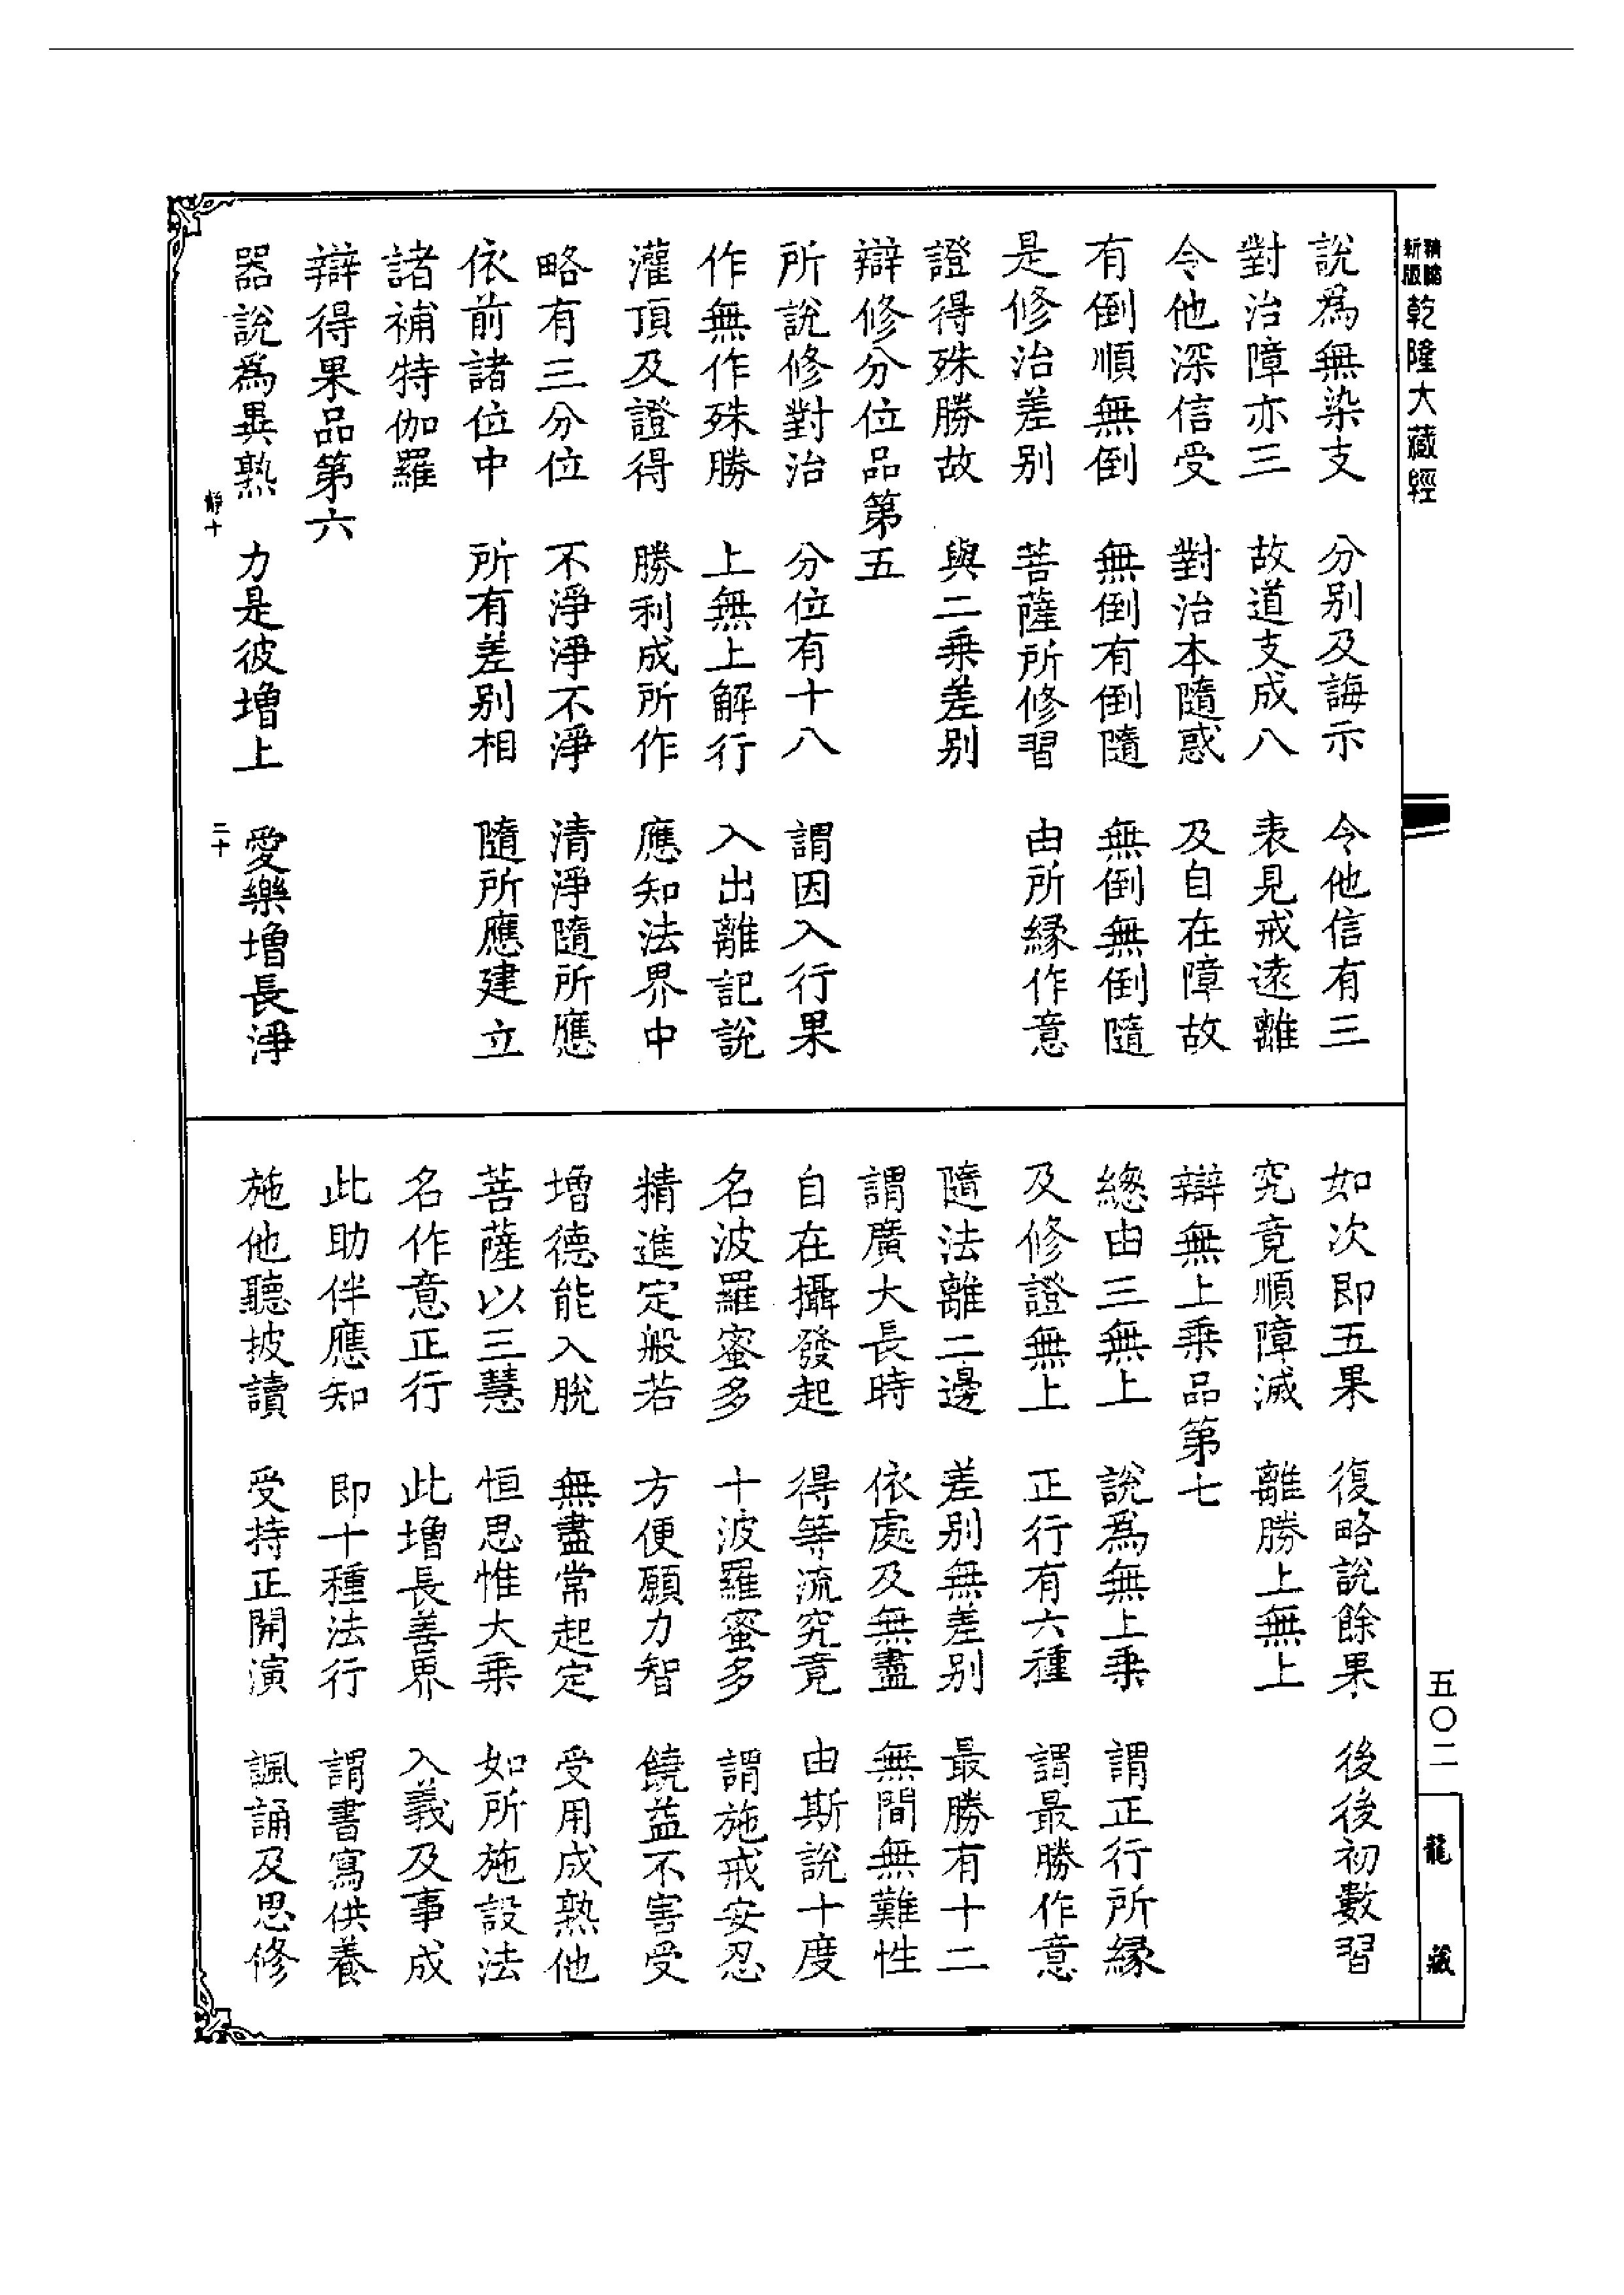 精縮新版乾隆大藏經
說為無染支　分別及誨示　令他信有三
對治障亦三　故道支成八　表見戒遠離
令他深信受　對治本隨惑　及自在障故
有倒順無倒　無倒有倒隨　無倒無倒隨
是修治差別　菩薩所修習　由所緣作意
證得殊勝故　與二乘差別
辯修分位品第五
所說修對治　分位有十八　謂因入行果
作無作殊勝　上無上解行　入出離記說
灌頂及證得　勝利成所作　應知法界中
略有三分位　不淨淨不淨　清淨隨所應
依前諸位中　所有差別相　隨所應建立
諸補特伽羅
辯得果品第六
器說為異熟　力是彼增上　愛樂增長淨
靜十　二十
如次即五果　復略說餘果　後後初數習
究竟順障滅　離勝上無上
辯無上乘品第七
總由三無上　說為無上乘　謂正行所緣
及修證無上　正行有六種　謂最勝作意
隨法離二邊　差別無差別　最勝有十二
謂廣大長時　依處及無盡　無間無難性
自在攝發起　得等流究竟　由斯說十度
名波羅蜜多　十波羅蜜多　謂施戒安忍
精進定般若　方便願力智　饒益不害受
增德能入脫　無盡常起定　受用成熟他
菩薩以三慧　恒思惟大乘　如所施設法
名作意正行　此增長善界　入義及事成
此助伴應知　即十種法行　謂書寫供養
施他聽披讀　受持正開演　諷誦及思修
五〇二
龍藏